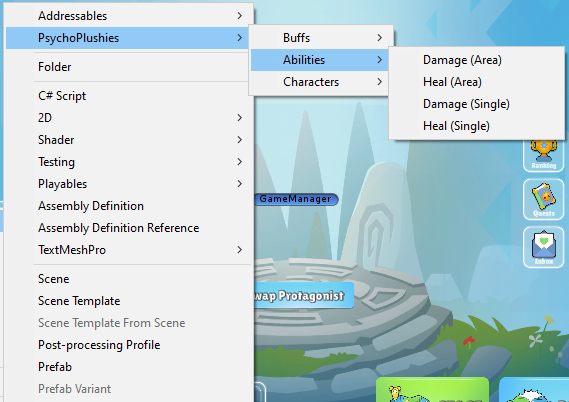 Addressables
PsychoPlushies
Folder
C# Script
2D
Shader
Testing
Playables
Assembly Definition
Assembly Definition Reference
TextMeshPro
Scene
Scene Template
Scene Template From Scene
Post-processing Profile
Prefab
Prefab Variant
Buffs
Abilities
Characters
Damage (Area)
Heal (Area)
Damage (Single)
Heal (Single)
Ranking
Quests
Inbox
GameManager
wap Protagonist